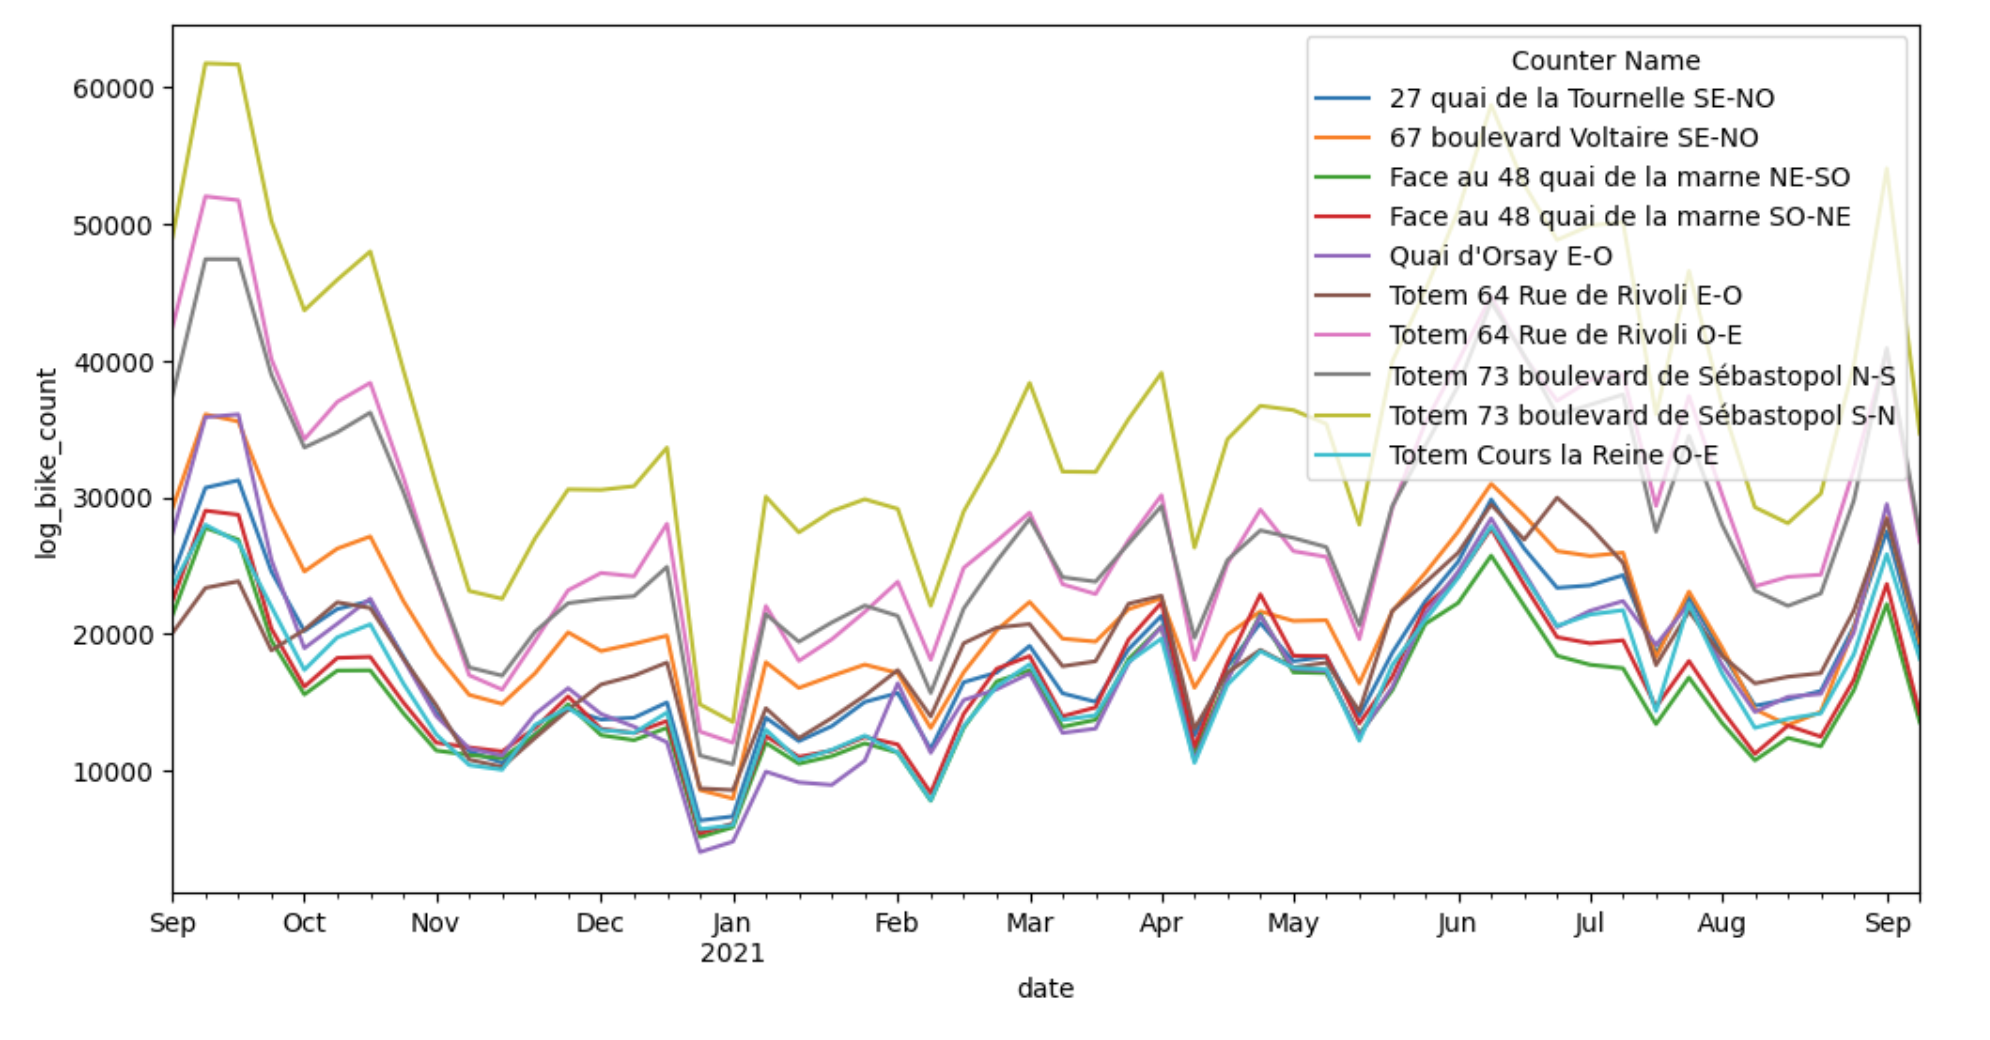 Counter Name
27 quai de la Tournelle SE-NO
67 boulevard Voltaire SE-NO
Face au 48 quai de la marne NE-SO
Face au 48 quai de la marne SO-NE
Quai d'Orsay E-O
Totem 64 Rue de Rivoli E-O
Totem 64 Rue de Rivoli O-E
Totem 73 boulevard de Sébastopol N-S
Totem 73 boulevard de Sébastopol S-N
Totem Cours la Reine O-E
60000
50000
40000
30000
20000
10000
log_bike_count
Sep Oct Nov Dec Jan Feb Mar Apr May Jun Jul Aug Sep
2021
date